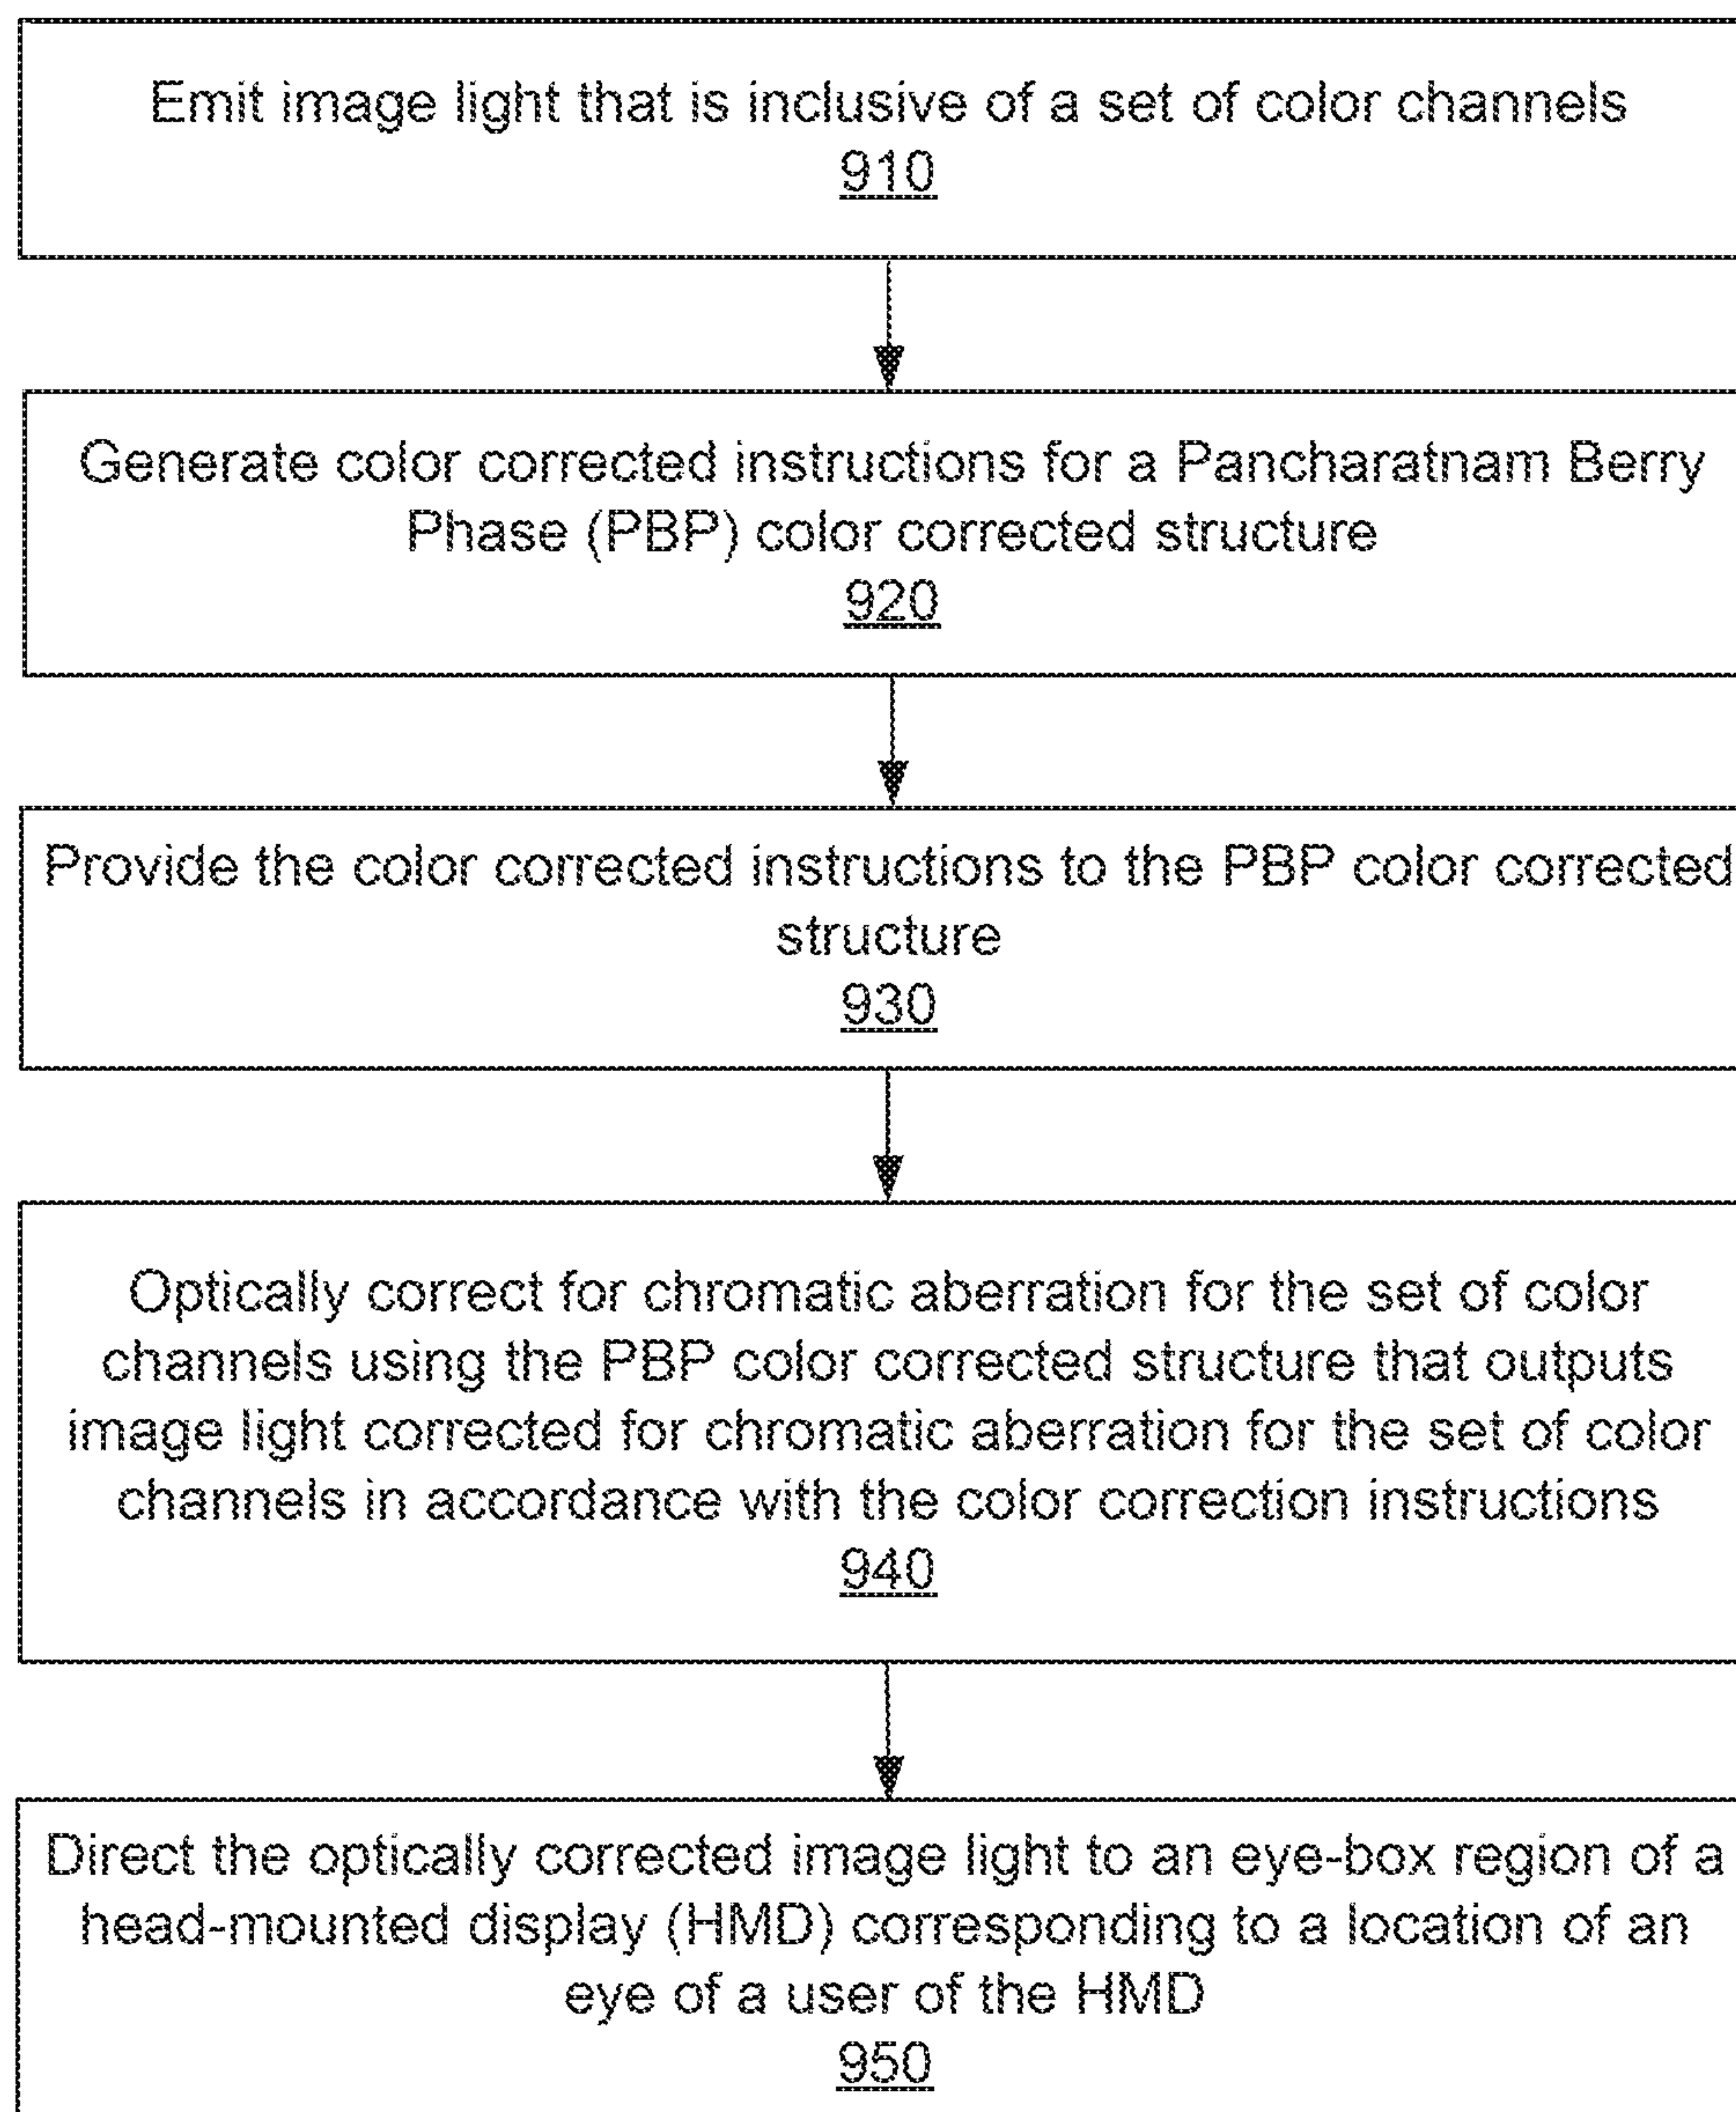 Emit image light that is inclusive of a set of color channels
910
Generate color corrected instructions for a Pancharatnam Berry
Phase (PBP) color corrected structure
920
Provide the color corrected instructions to the PBP color corrected
structure
930
Optically correct for chromatic aberration for the set of color
channels using the PBP color corrected structure that outputs
image light corrected for chromatic aberration for the set of color
channels in accordance with the color correction instructions
940
Direct the optically corrected image light to an eye-box region of a
head-mounted display (HMD) corresponding to a location of an
eye of a user of the HMD
950